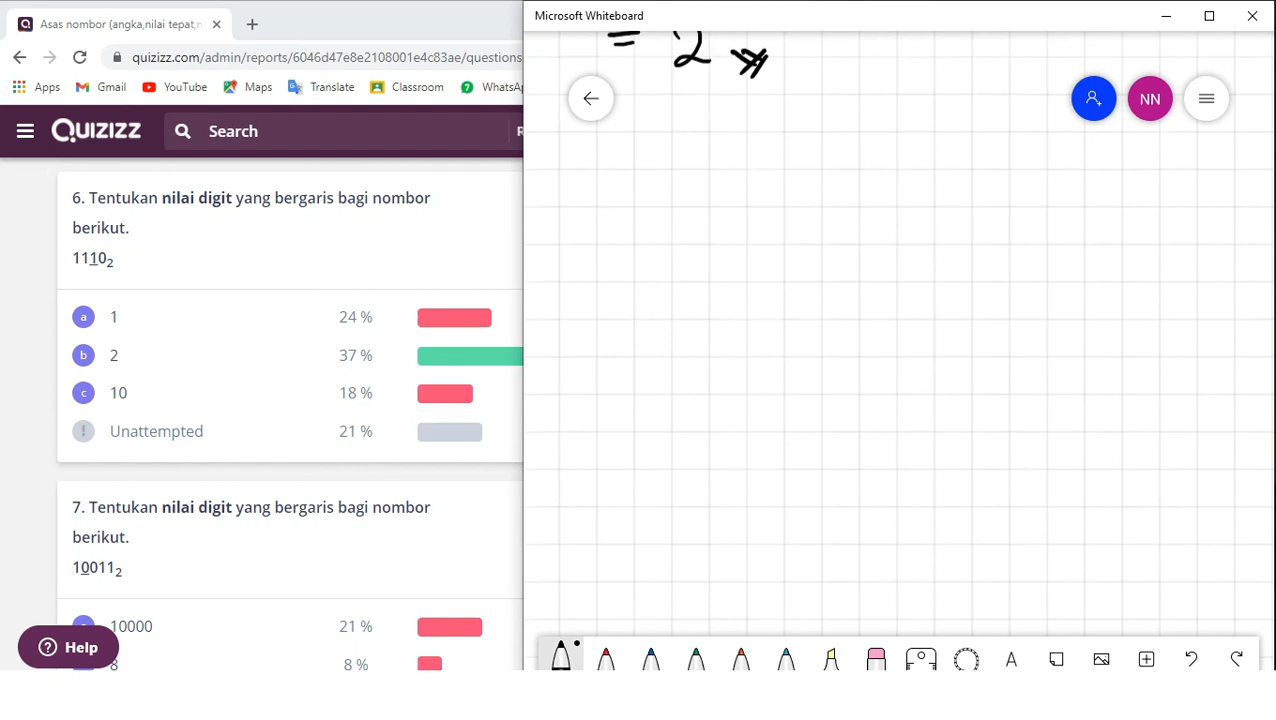 Asas nombor (angka,nilai tepat,n
Microsoft Whiteboard
quizizz.com/admin/reports/6046d47e8e2108001e4c83ae/questions
= 2
Apps Gmail YouTube Maps Translate Classroom WhatsA
NN
QUIZIZZ Search R
6. Tentukan nilai digit yang bergaris bagi nombor
berikut.
1110₂
a 1 24 %
b 2 37 %
c 10 18 %
! Unattempted 21 %
7. Tentukan nilai digit yang bergaris bagi nombor
berikut.
10011₂
10000 21 %
Help
8 8 %
A